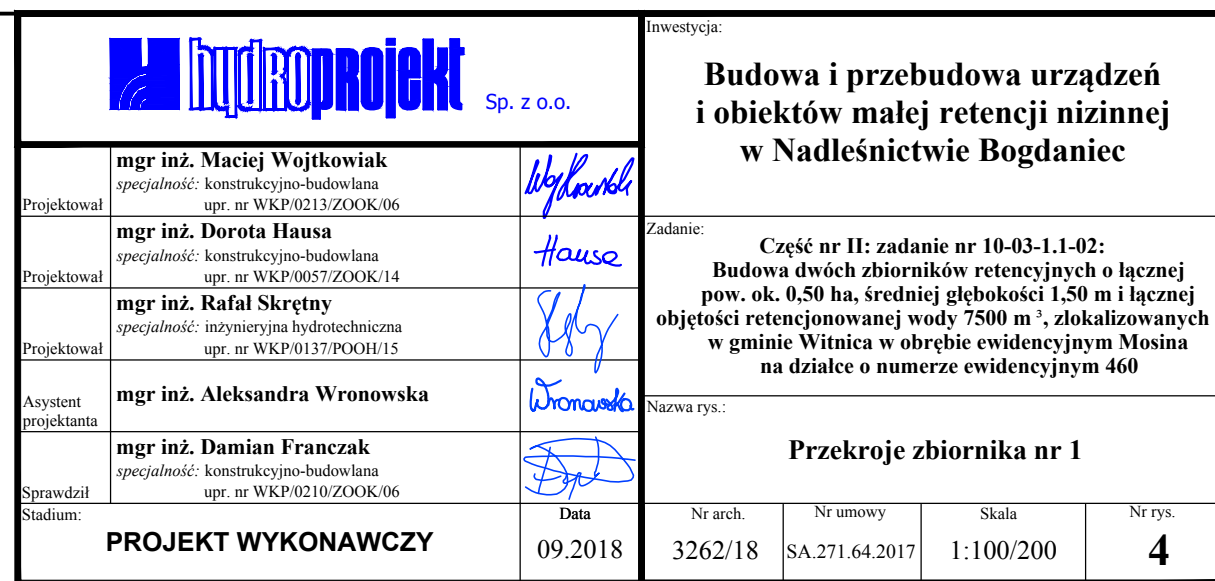 hydroprojekt Sp. z o.o.
Projektował
mgr inż. Maciej Wojtkowiak
specjalność: konstrukcyjno-budowlana
upr. nr WKP/0213/ZOOK/06
Wojtkowiak
Projektował
mgr inż. Dorota Hausa
specjalność: konstrukcyjno-budowlana
upr. nr WKP/0057/ZOOK/14
Hausa
Projektował
mgr inż. Rafał Skrętny
specjalność: inżynieryjna hydrotechniczna
upr. nr WKP/0137/POOH/15
Asystent
projektanta
mgr inż. Aleksandra Wronowska
Wronowska
Sprawdził
mgr inż. Damian Franczak
specjalność: konstrukcyjno-budowlana
upr. nr WKP/0210/ZOOK/06
Stadium:
PROJEKT WYKONAWCZY
Data
09.2018
Inwestycja:
Budowa i przebudowa urządzeń
i obiektów małej retencji nizinnej
w Nadleśnictwie Bogdaniec
Zadanie:
Część nr II: zadanie nr 10-03-1.1-02:
Budowa dwóch zbiorników retencyjnych o łącznej
pow. ok. 0,50 ha, średniej głębokości 1,50 m i łącznej
objętości retencjonowanej wody 7500 m ³, zlokalizowanych
w gminie Witnica w obrębie ewidencyjnym Mosina
na działce o numerze ewidencyjnym 460
Nazwa rys.:
Przekroje zbiornika nr 1
Nr arch.
3262/18
Nr umowy
SA.271.64.2017
Skala
1:100/200
Nr rys.
4